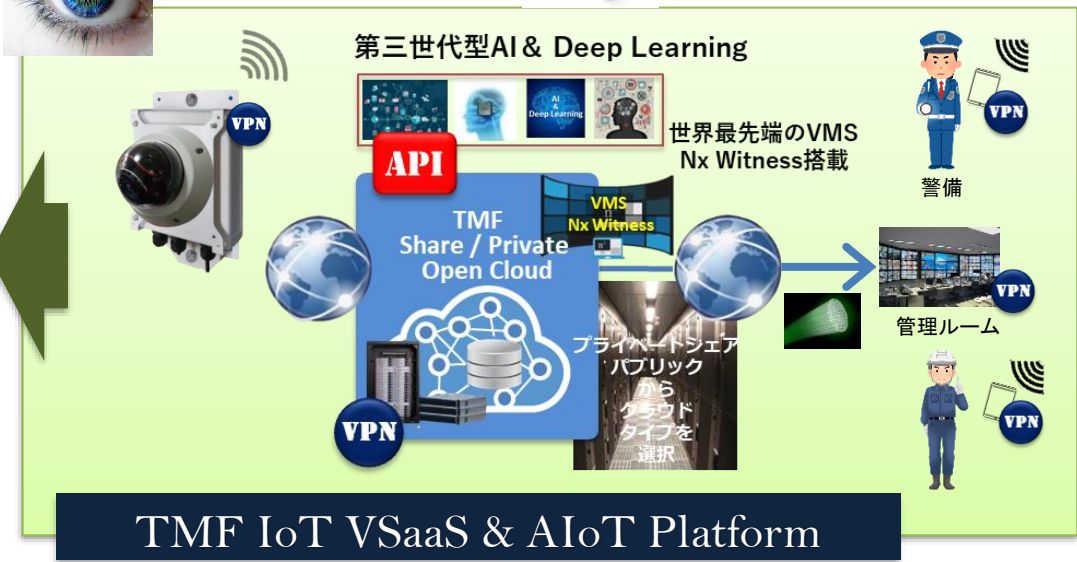 TMF
第三世代型AI& Deep Learning
AI
&
Deep Learning
VPN
API
世界最先端のVMS
Nx Witness搭載
VPN
警備
VMS
Nx Witness
TMF
Share / Private
Open Cloud
VPN
管理ルーム
プライベートシェア
パブリック
から
クラウド
タイプを
選択
VPN
VPN
TMF IoT VSaaS & AIoT Platform